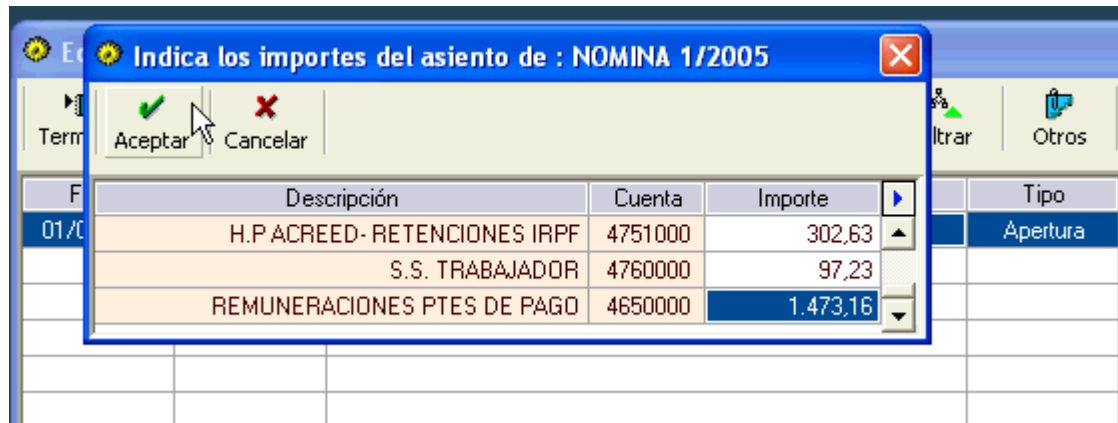 Indica los importes del asiento de : NOMINA 1/2005
Aceptar Cancelar Otros
Descripción Cuenta Importe Tipo
H.P ACREED- RETENCIONES IRPF 4751000 302,63 Apertura
S.S. TRABAJADOR 4760000 97,23
REMUNERACIONES PTES DE PAGO 4650000 1.473,16